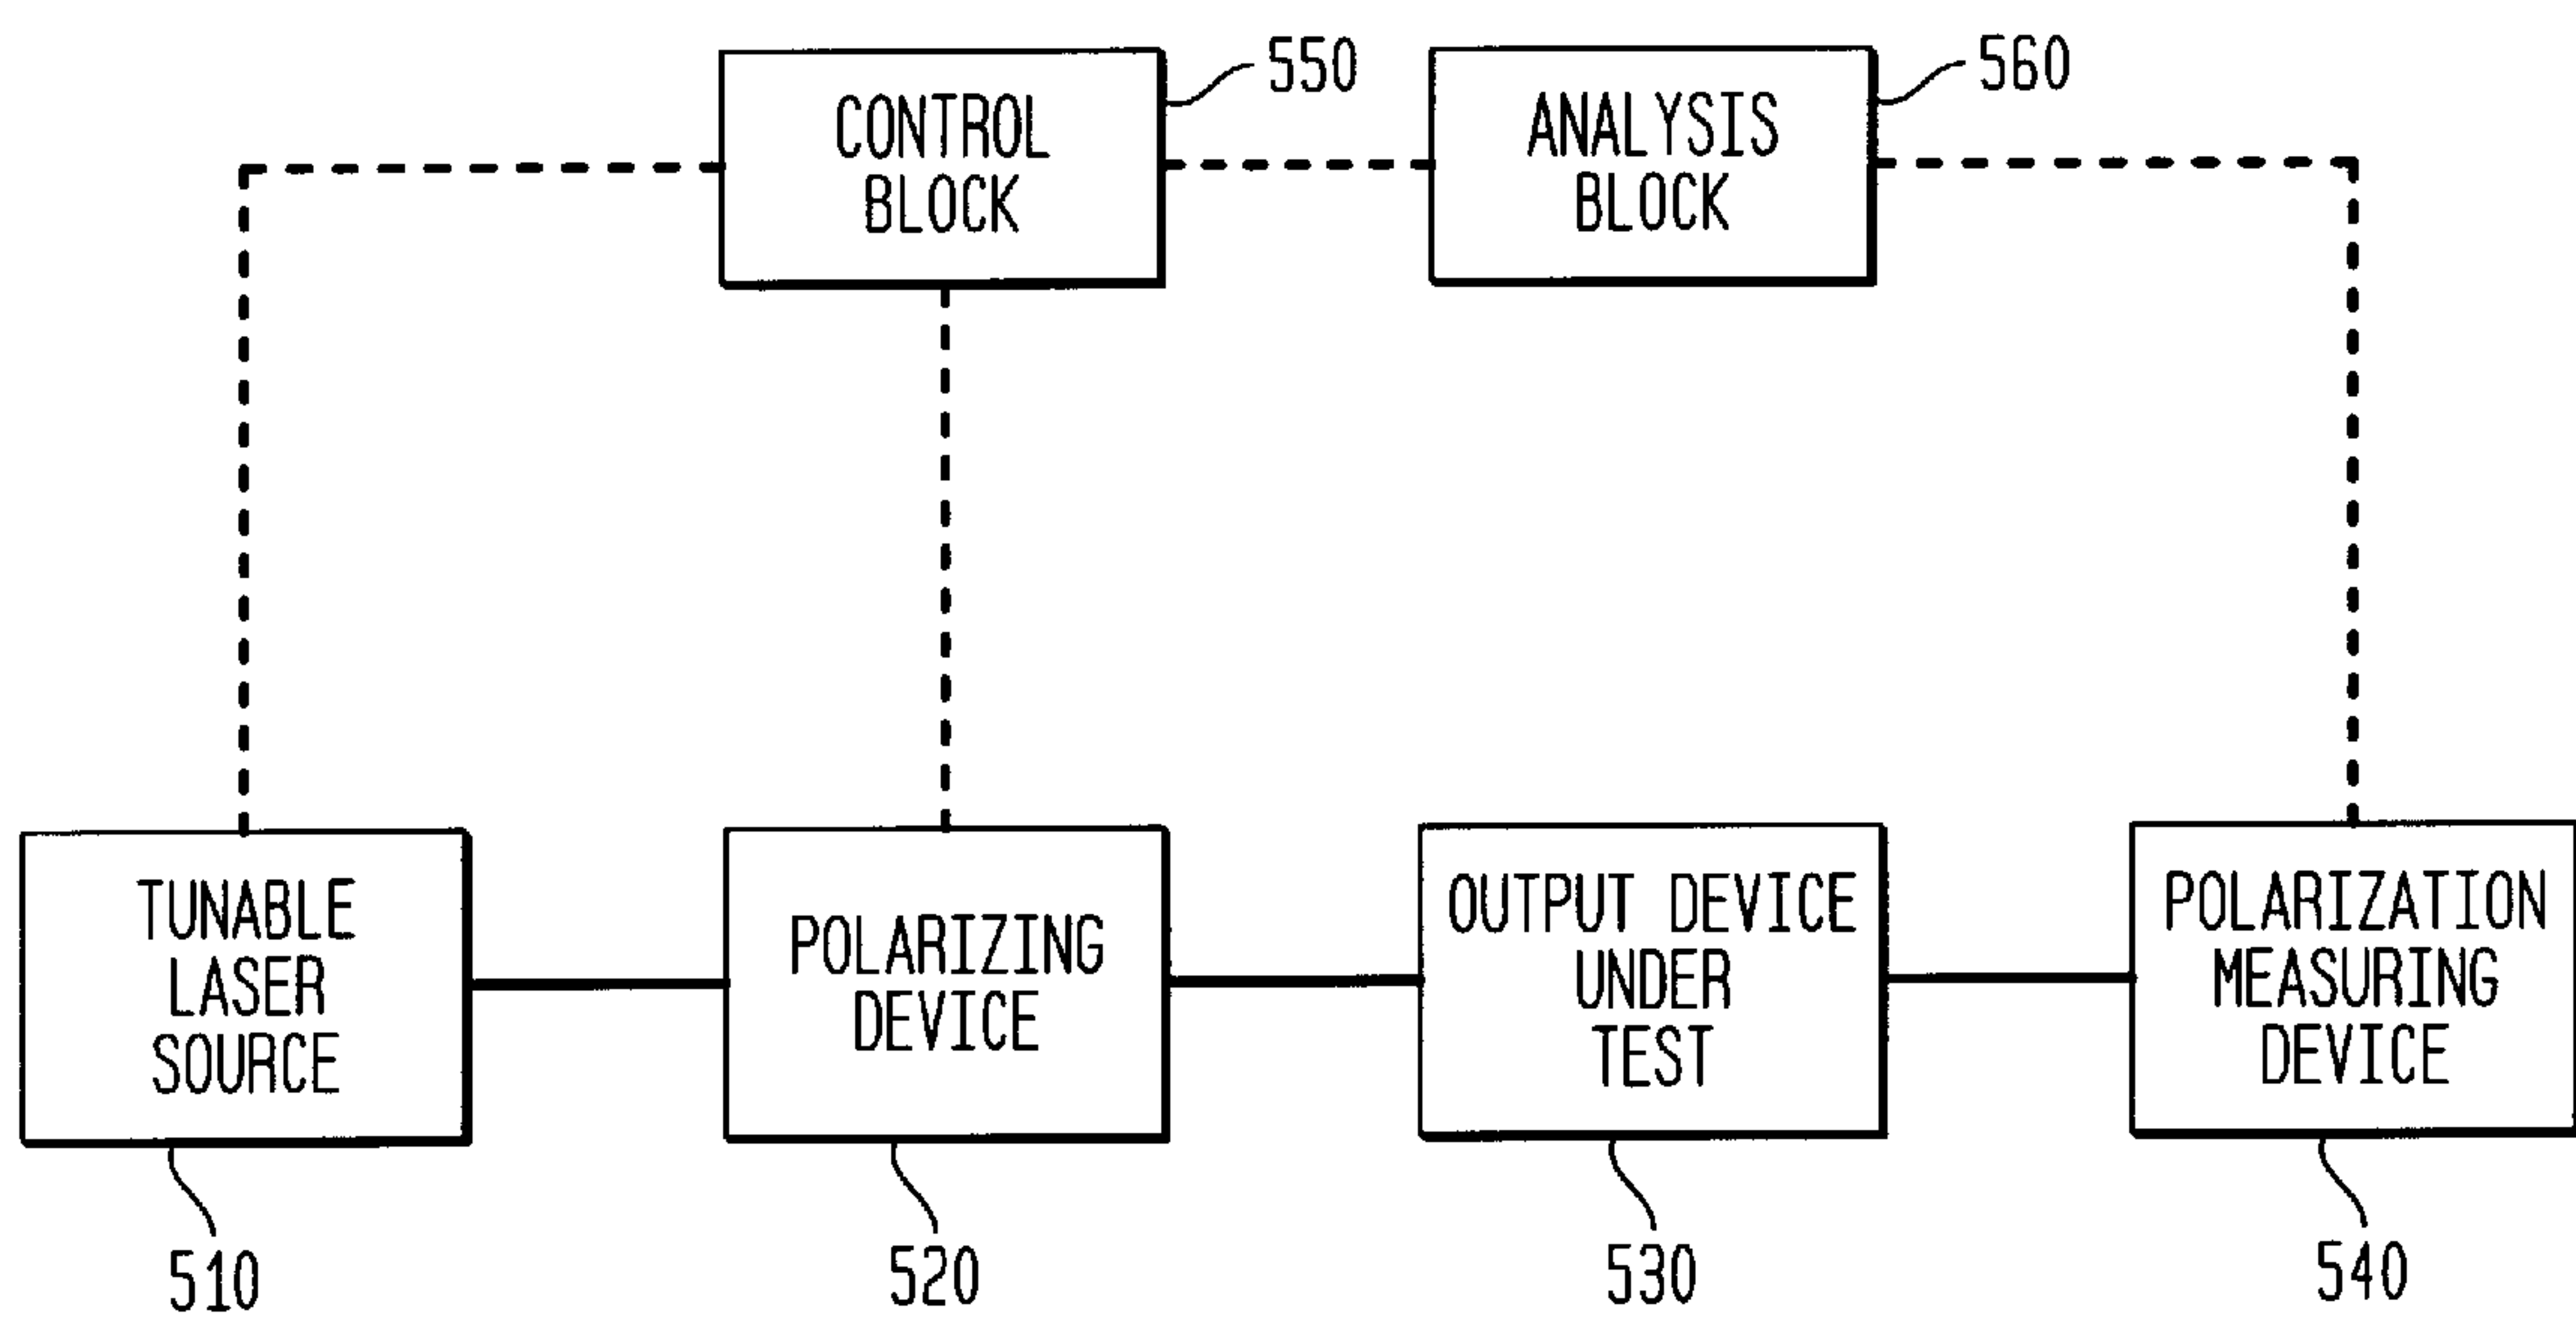 550
CONTROL
BLOCK
560
ANALYSIS
BLOCK
TUNABLE
LASER
SOURCE
510
POLARIZING
DEVICE
520
OUTPUT DEVICE
UNDER
TEST
530
POLARIZATION
MEASURING
DEVICE
540